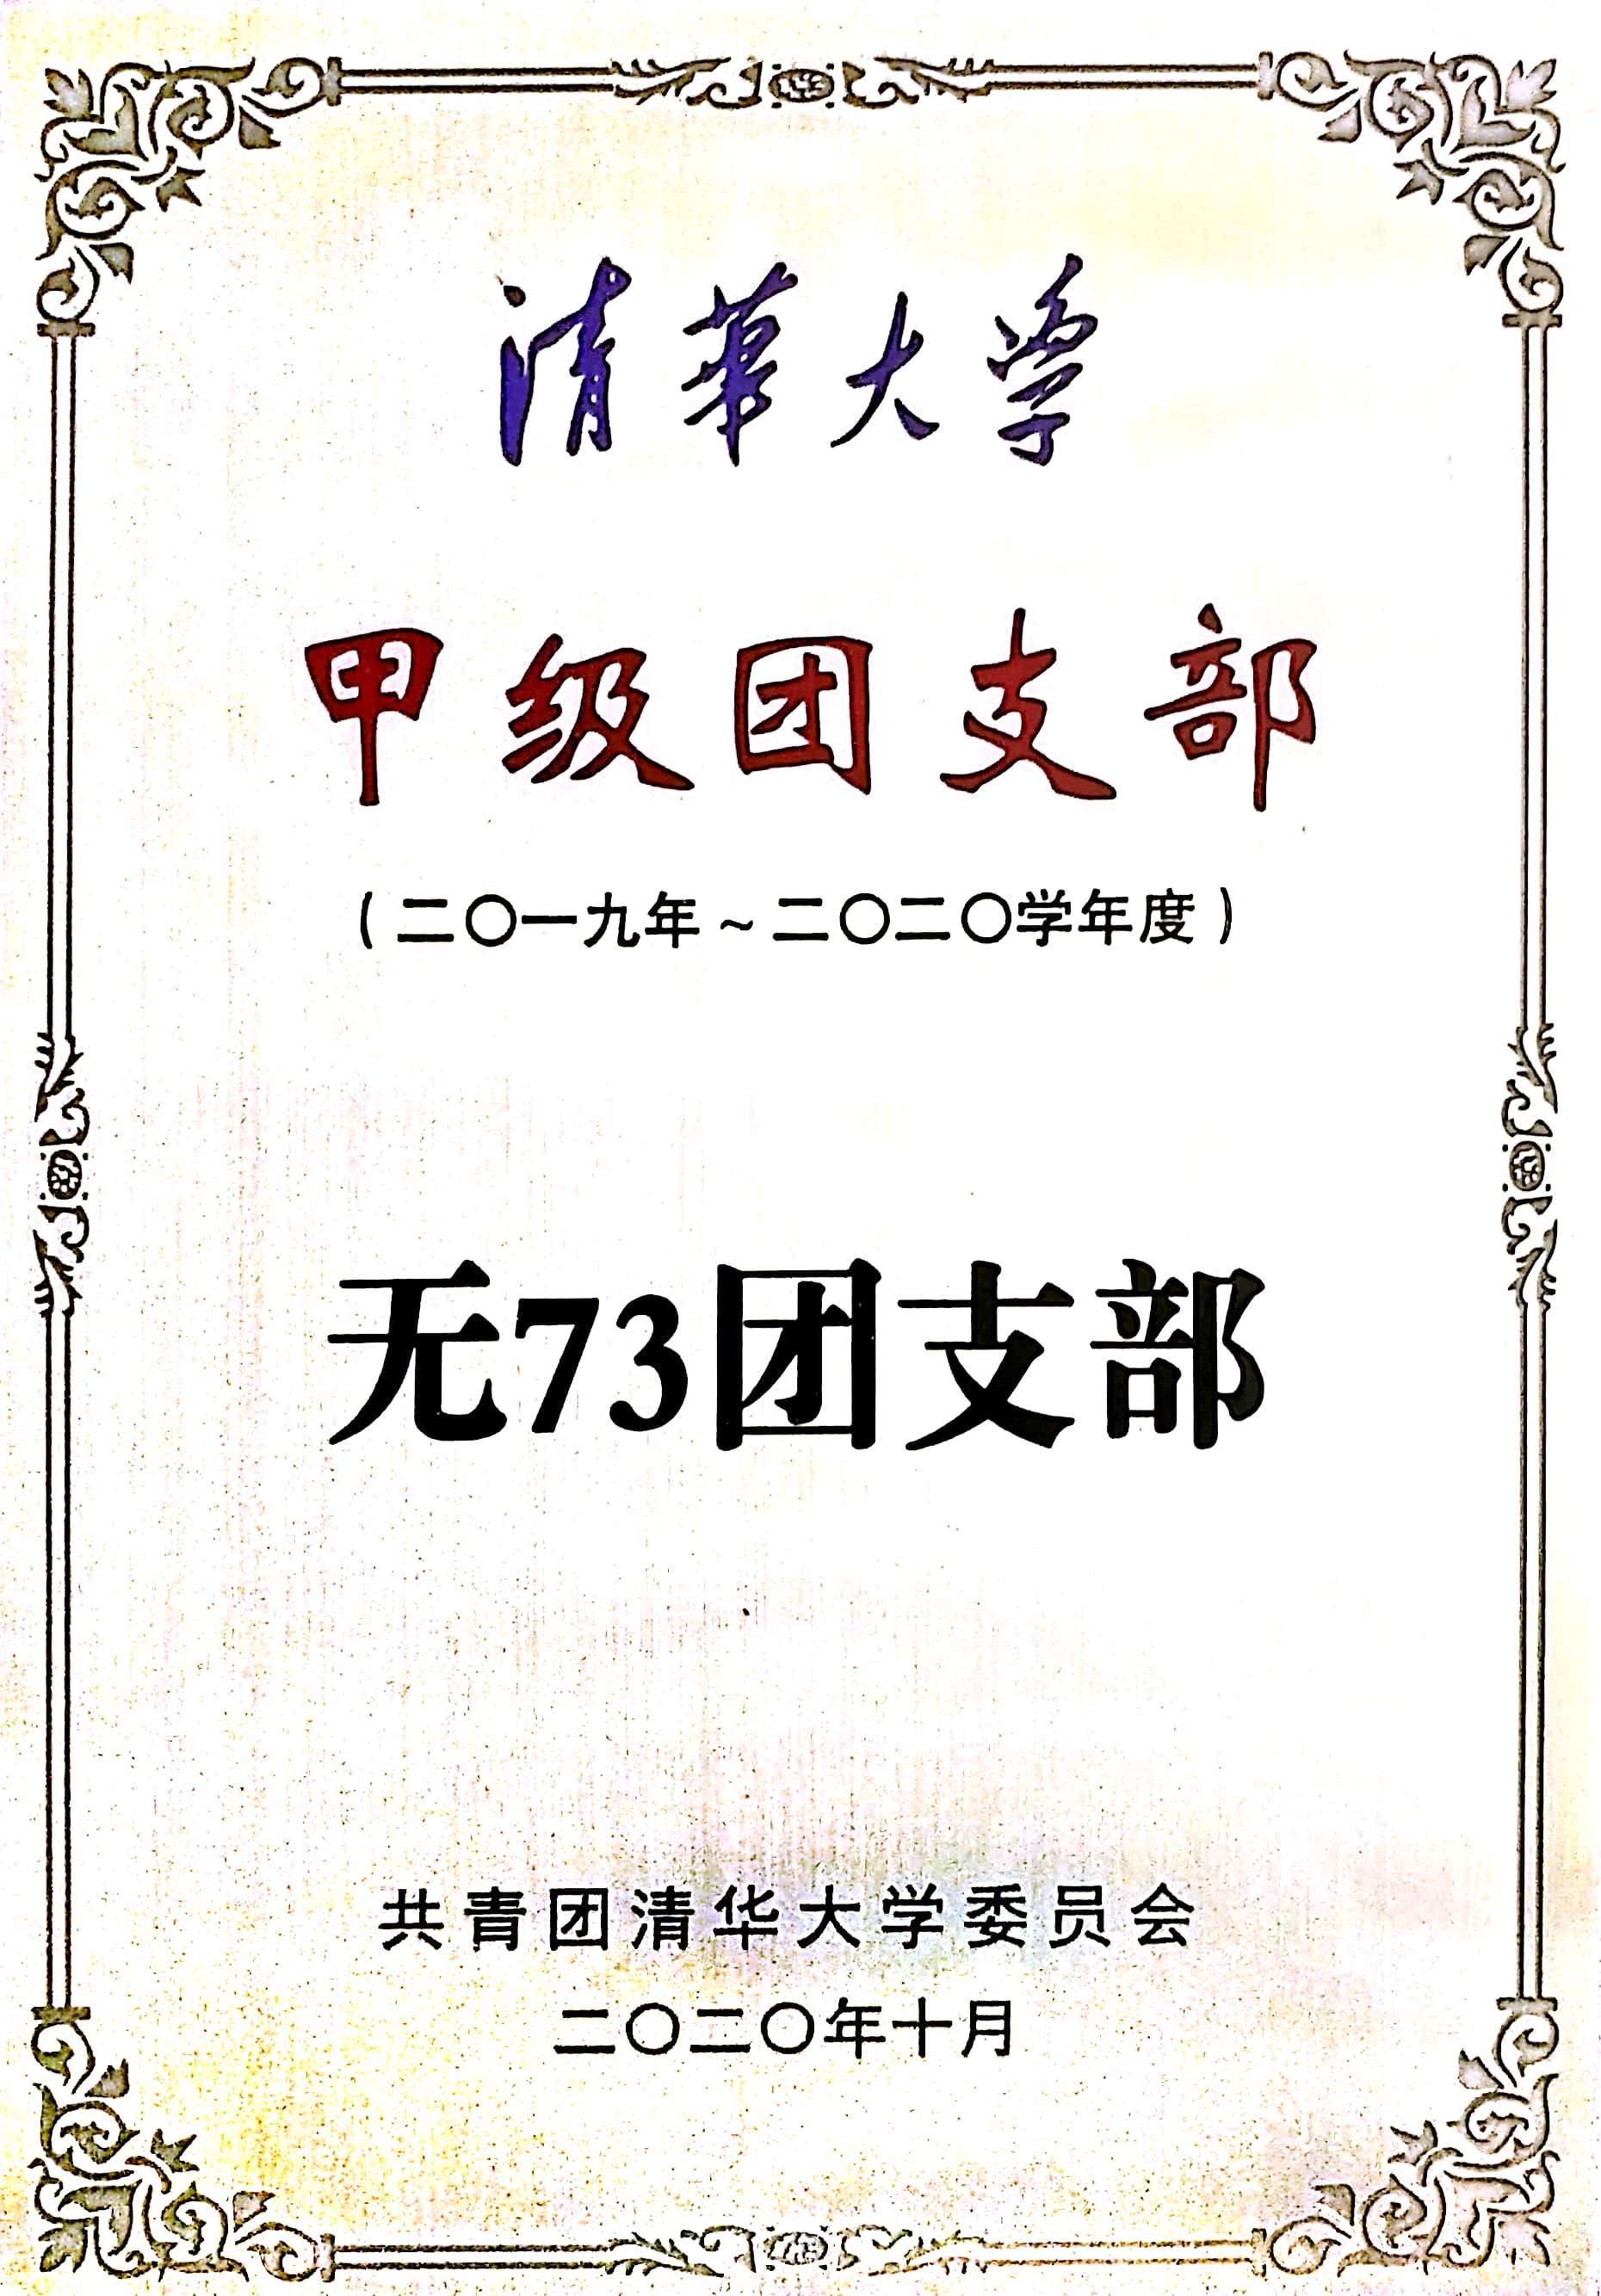 清華大学
甲级团支部
（二〇一九年～二〇二〇学年度）
无73团支部
共青团清华大学委员会
二〇二〇年十月